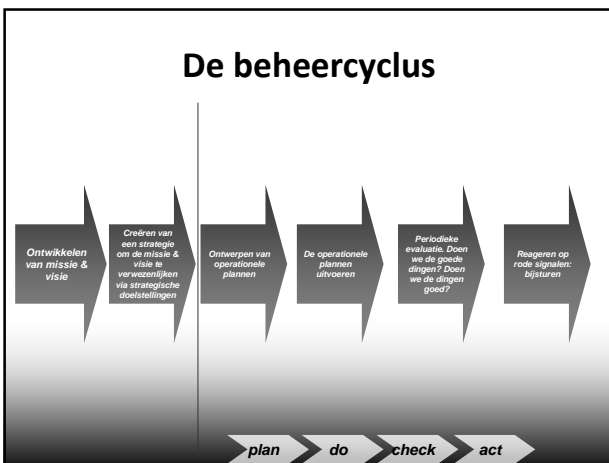 De beheercyclus
Ontwikkelen
van missie &
visie
Creëren van
een strategie
om de missie &
visie te
verwezenlijken
via strategische
doelstellingen
Ontwerpen van
operationele
plannen
De operationele
plannen
uitvoeren
Periodieke
evaluatie. Doen
we de goede
dingen? Doen
we de dingen
goed?
Reageren op
rode signalen:
bijsturen
plan
do
check
act